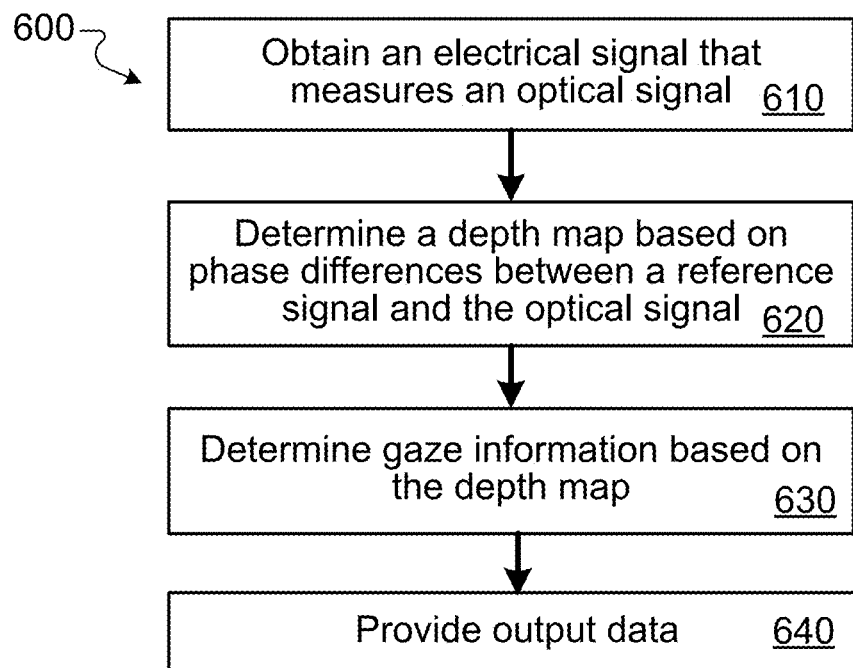 600
Obtain an electrical signal that
measures an optical signal 610
Determine a depth map based on
phase differences between a reference
signal and the optical signal 620
Determine gaze information based on
the depth map 630
Provide output data 640